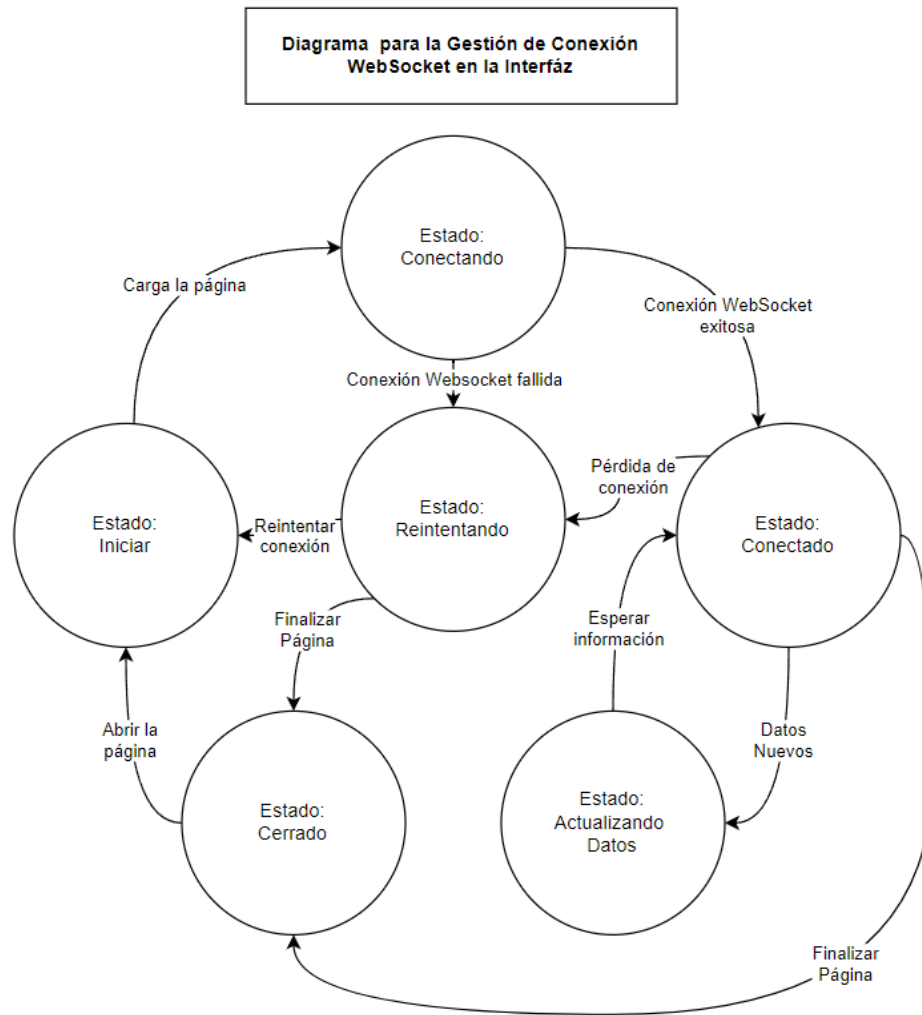 Diagrama para la Gestión de Conexión
WebSocket en la Interfáz
Estado:
Conectando
Carga la página
Conexión WebSocket
exitosa
Conexión Websocket fallida
Pérdida de
conexión
Estado:
Iniciar
Reintentar
conexión
Estado:
Reintentando
Estado:
Conectado
Finalizar
Página
Esperar
información
Abrir la
página
Datos
Nuevos
Estado:
Cerrado
Estado:
Actualizando
Datos
Finalizar
Página